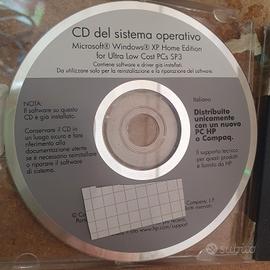 CD del sistema operativo
Microsoft® Windows® XP Home Edition
for Ultra Low Cost PCs SP3
Contiene software e driver già installati.
Da utilizzare solo per la reinstallazione e la riparazione del software.
NOTA:
Il software su questo
CD è già installato.
Conservare il CD in
un luogo sicuro e fare
riferimento alla
documentazione utente
se è necessario reinstallare
o riparare il software
di sistema.
Italiano
Distribuito
unicamente
con un nuovo
PC HP
o Compaq.
Il supporto tecnico
per questi prodotti
è fornito da HP.
Company, L.P.
www.hp.com/support
subito